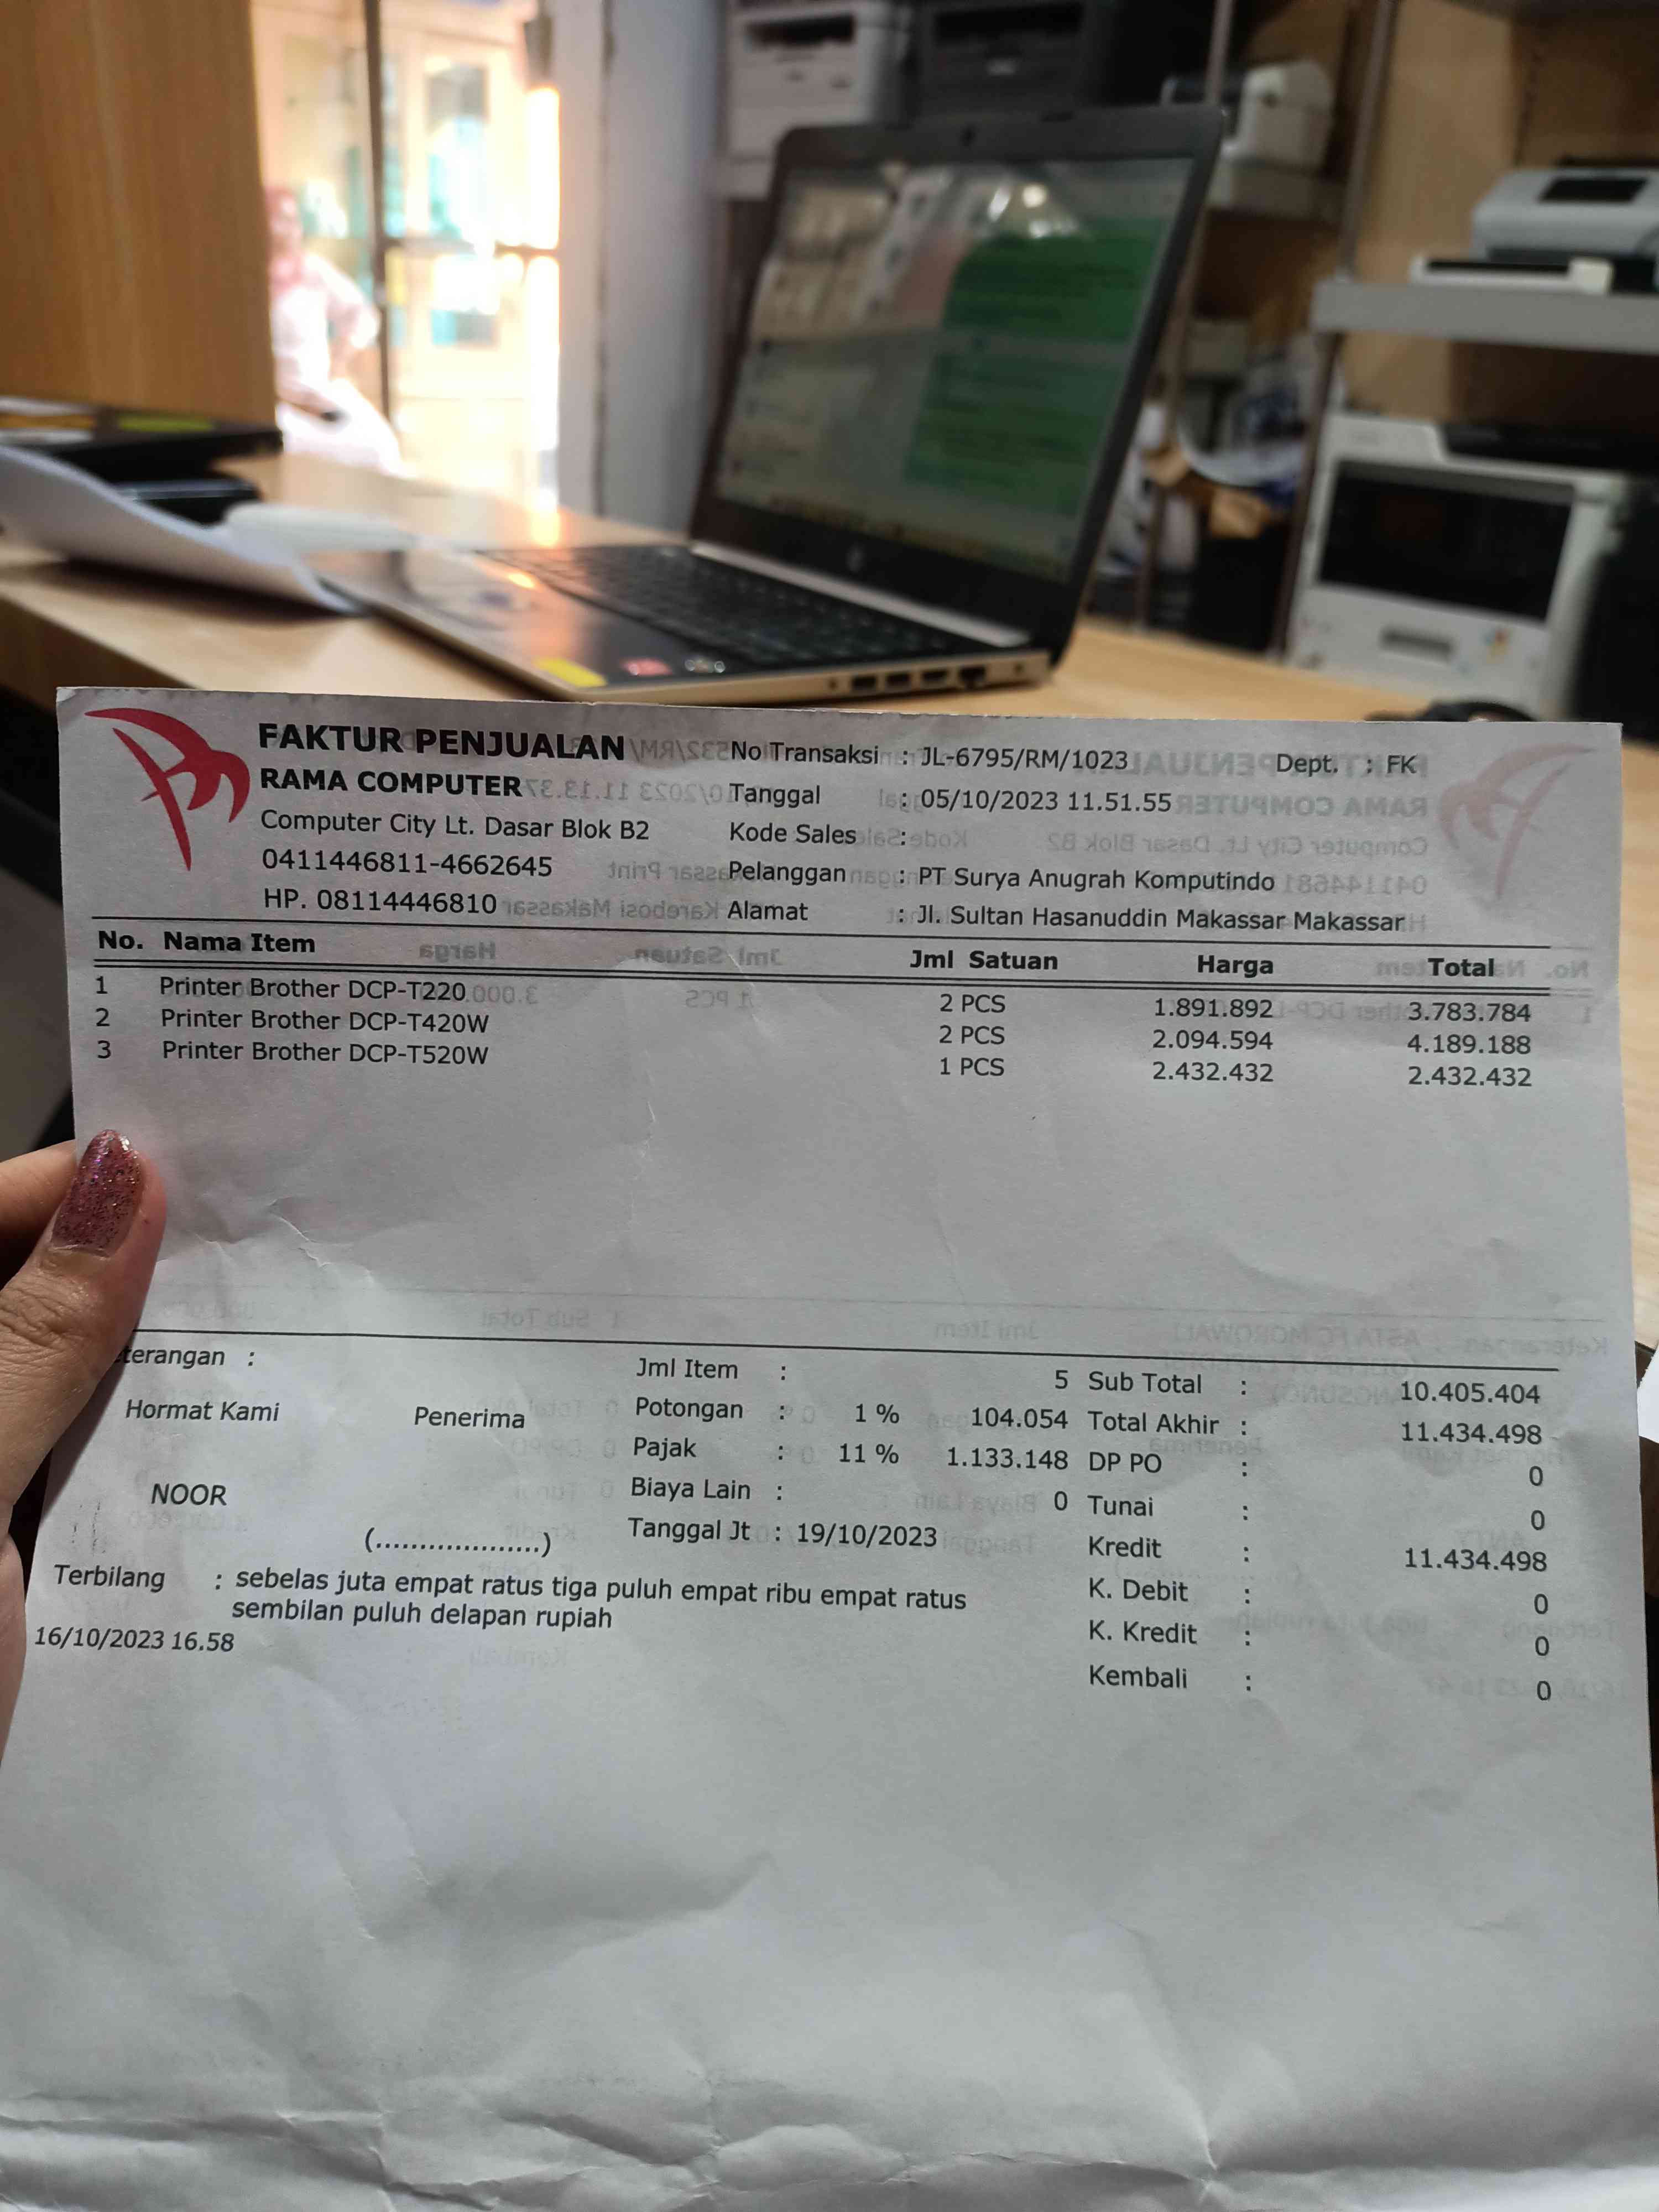 FAKTUR PENJUALAN
RAMA COMPUTER
Computer City Lt. Dasar Blok B2
0411446811-4662645
HP. 08114446810
No Transaksi : JL-6795/RM/1023 Dept. : FK
Tanggal : 05/10/2023 11.51.55
Kode Sales :
Pelanggan : PT Surya Anugrah Komputindo
Alamat : Jl. Sultan Hasanuddin Makassar Makassar
No. Nama Item Jml Satuan Harga Total
1 Printer Brother DCP-T220 2 PCS 1.891.892 3.783.784
2 Printer Brother DCP-T420W 2 PCS 2.094.594 4.189.188
3 Printer Brother DCP-T520W 1 PCS 2.432.432 2.432.432
terangan :
Hormat Kami Penerima
NOOR
(...................)
Jml Item : 5
Potongan : 1 % 104.054
Pajak : 11 % 1.133.148
Biaya Lain : 0
Tanggal Jt : 19/10/2023
Sub Total : 10.405.404
Total Akhir : 11.434.498
DP PO : 0
Tunai : 0
Kredit : 11.434.498
K. Debit : 0
K. Kredit : 0
Kembali : 0
Terbilang : sebelas juta empat ratus tiga puluh empat ribu empat ratus
sembilan puluh delapan rupiah
16/10/2023 16.58